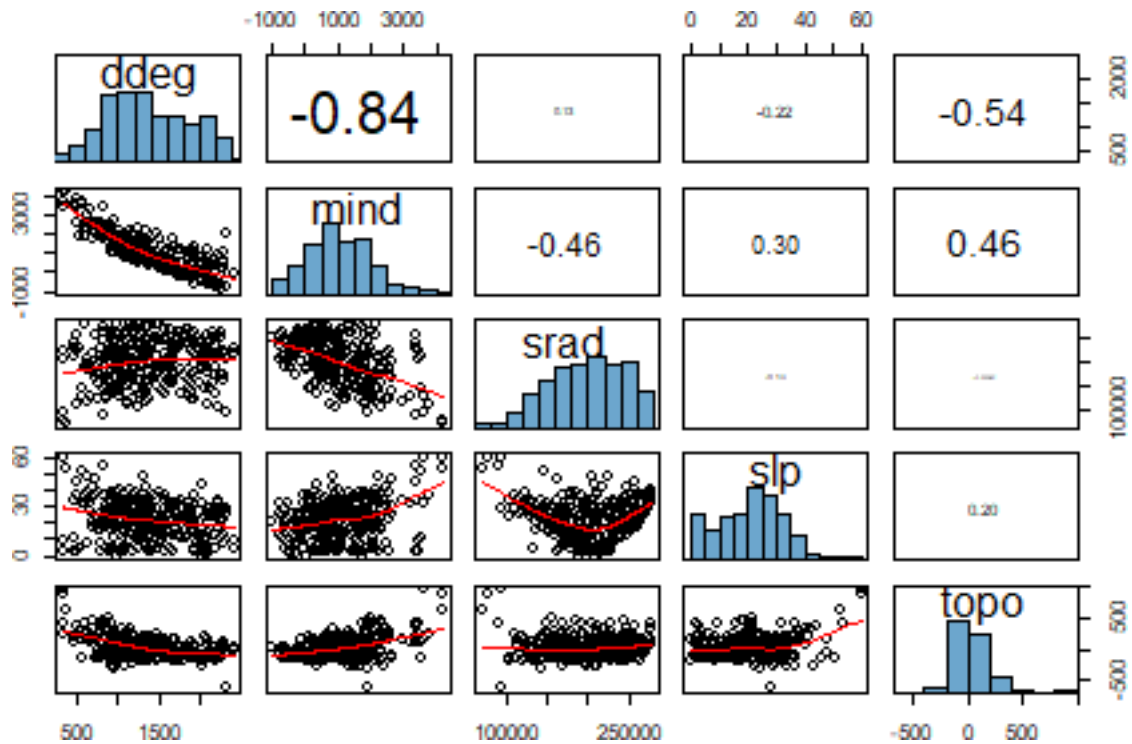 -1000 1000 3000 0 20 40 60
ddeg -0.84 -0.22 -0.54 500 2000
-1000 3000 mind -0.46 0.30 0.46
srad 100000
0 30 60 slp 0.20
topo -500 500
500 1500 100000 250000 -500 0 500